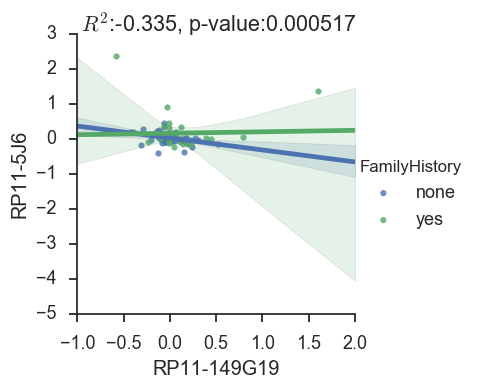 R²:-0.335, p-value:0.000517
3
2
1
0
−1
−2
−3
−4
−5
RP11-5J6
−1.0 −0.5 0.0 0.5 1.0 1.5 2.0
RP11-149G19
FamilyHistory
none
yes